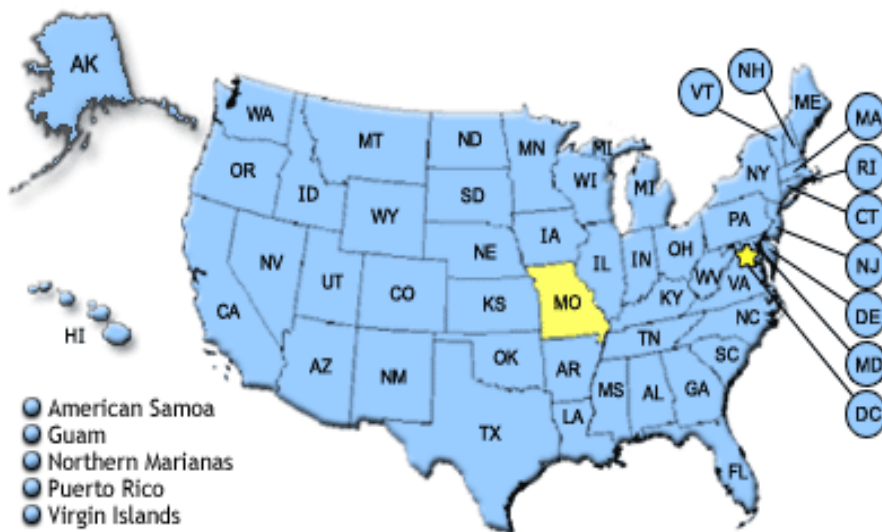 AK
WA
MT
ND
MN
MI
VT
NH
ME
MA
OR
ID
WY
SD
WI
MI
NY
RI
CT
NV
UT
CO
NE
IA
IL
IN
OH
PA
NJ
CA
KS
MO
KY
WV
VA
DE
HI
AZ
NM
OK
AR
TN
NC
MD
TX
LA
MS
AL
GA
SC
DC
FL
American Samoa
Guam
Northern Marianas
Puerto Rico
Virgin Islands